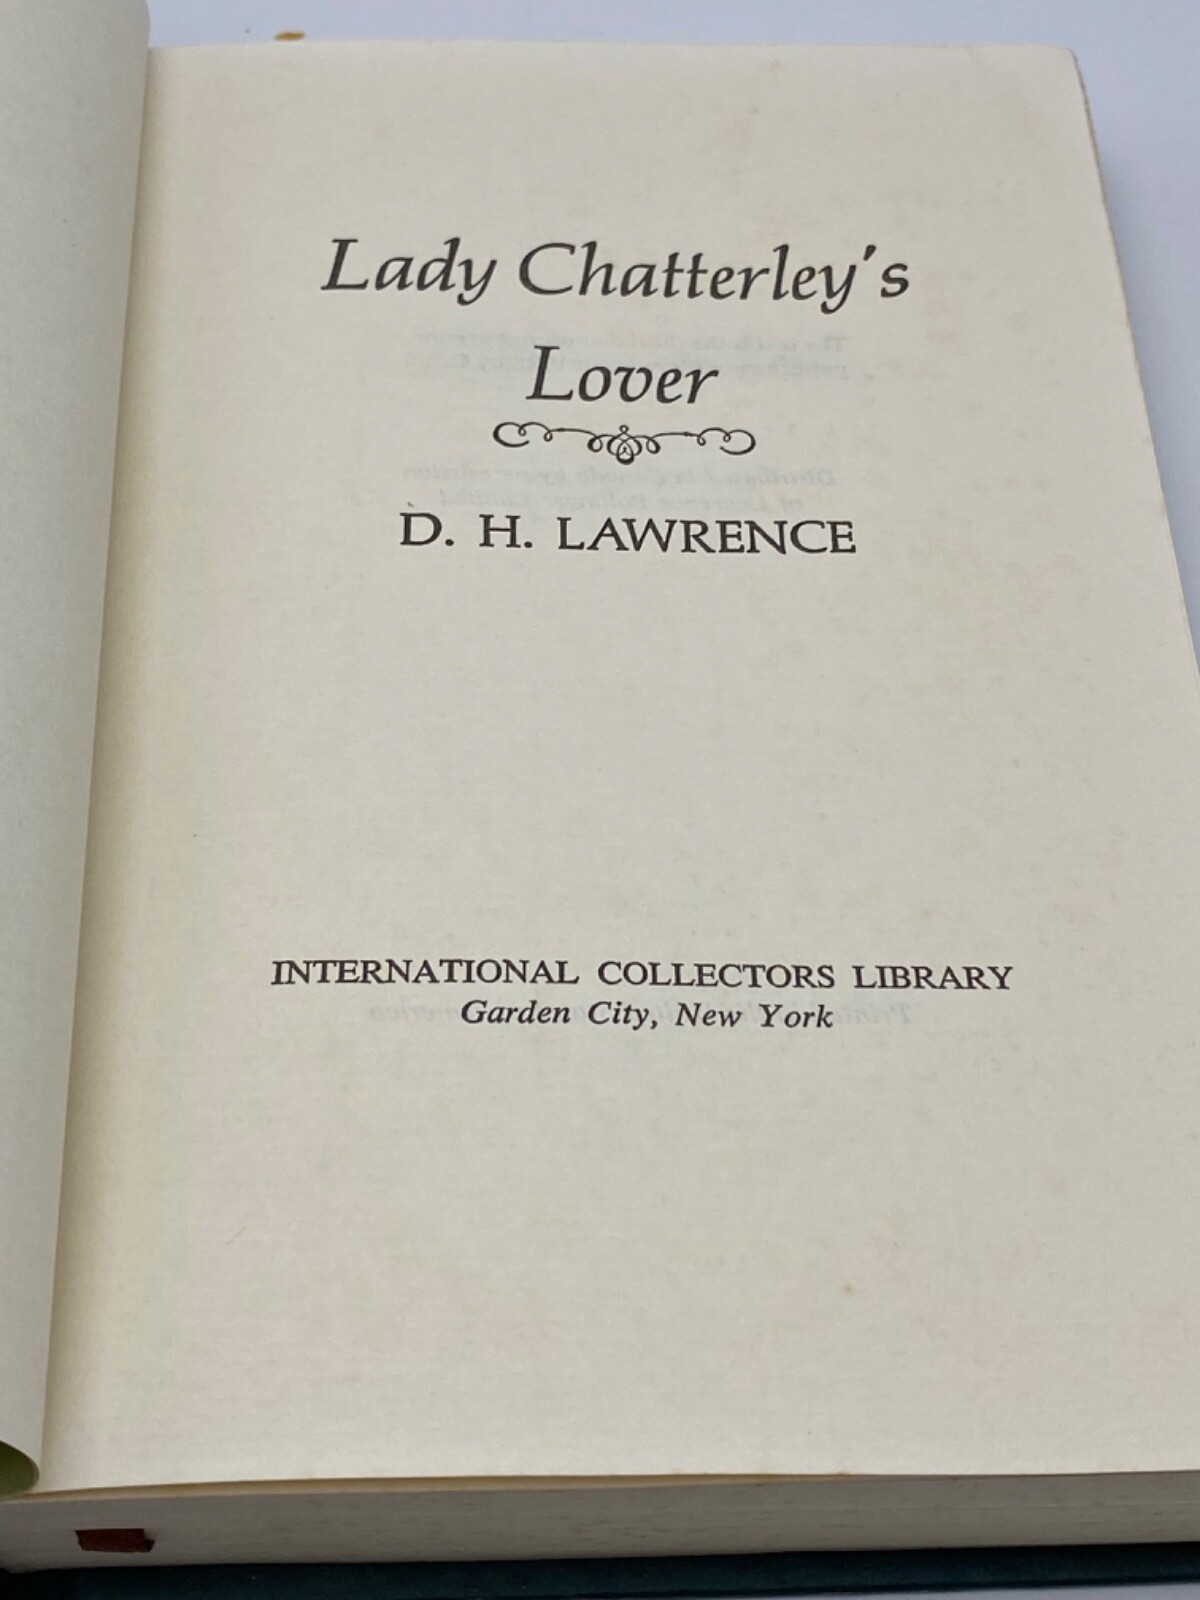 Lady Chatterley's
Lover
D. H. LAWRENCE
INTERNATIONAL COLLECTORS LIBRARY
Garden City, New York